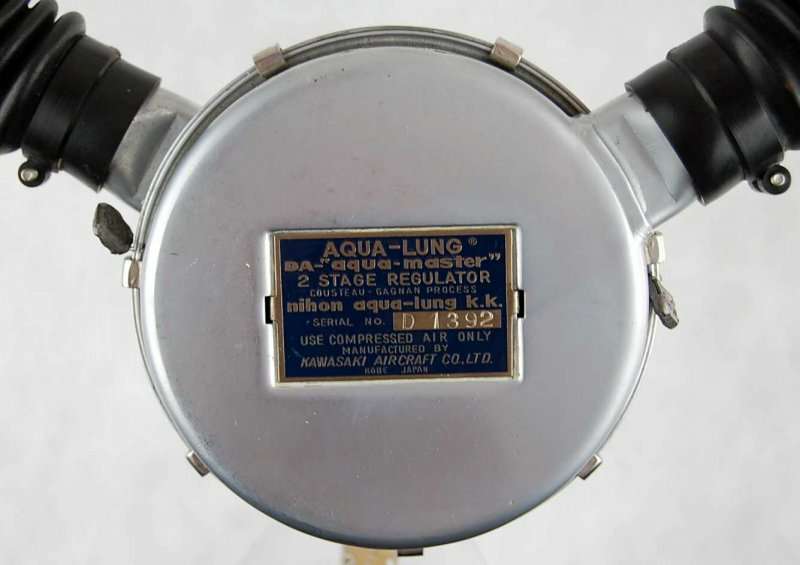 AQUA-LUNG®
DA-"aqua-master"
2 STAGE REGULATOR
COUSTEAU-GAGNAN PROCESS
nihon aqua-lung k.k.
SERIAL NO. D 1392
USE COMPRESSED AIR ONLY
MANUFACTURED BY
KAWASAKI AIRCRAFT CO., LTD.
KOBE JAPAN